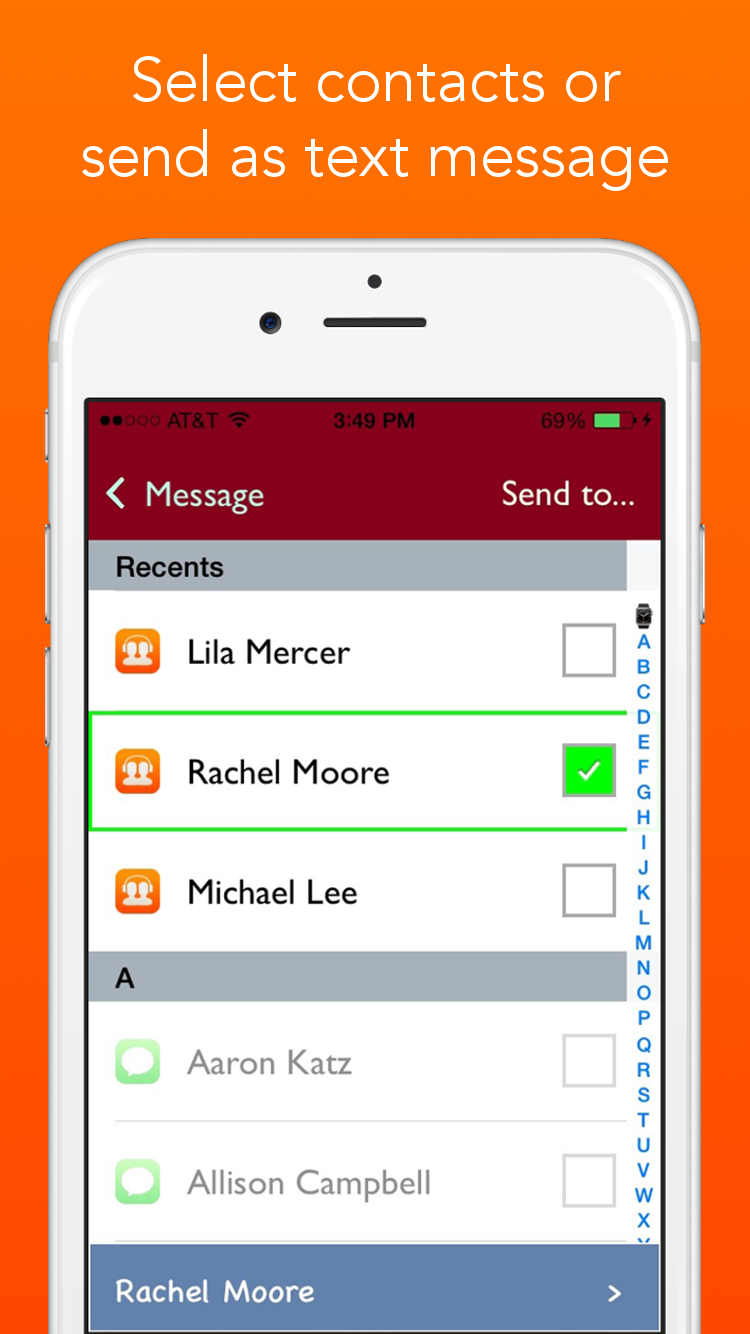 Select contacts or
send as text message
AT&T 3:49 PM 69%
Message Send to...
Recents
Lila Mercer
Rachel Moore
Michael Lee
A
Aaron Katz
Allison Campbell
A
B
C
D
E
F
G
H
I
J
K
L
M
N
O
P
Q
R
S
T
U
V
W
X
Y
Rachel Moore >